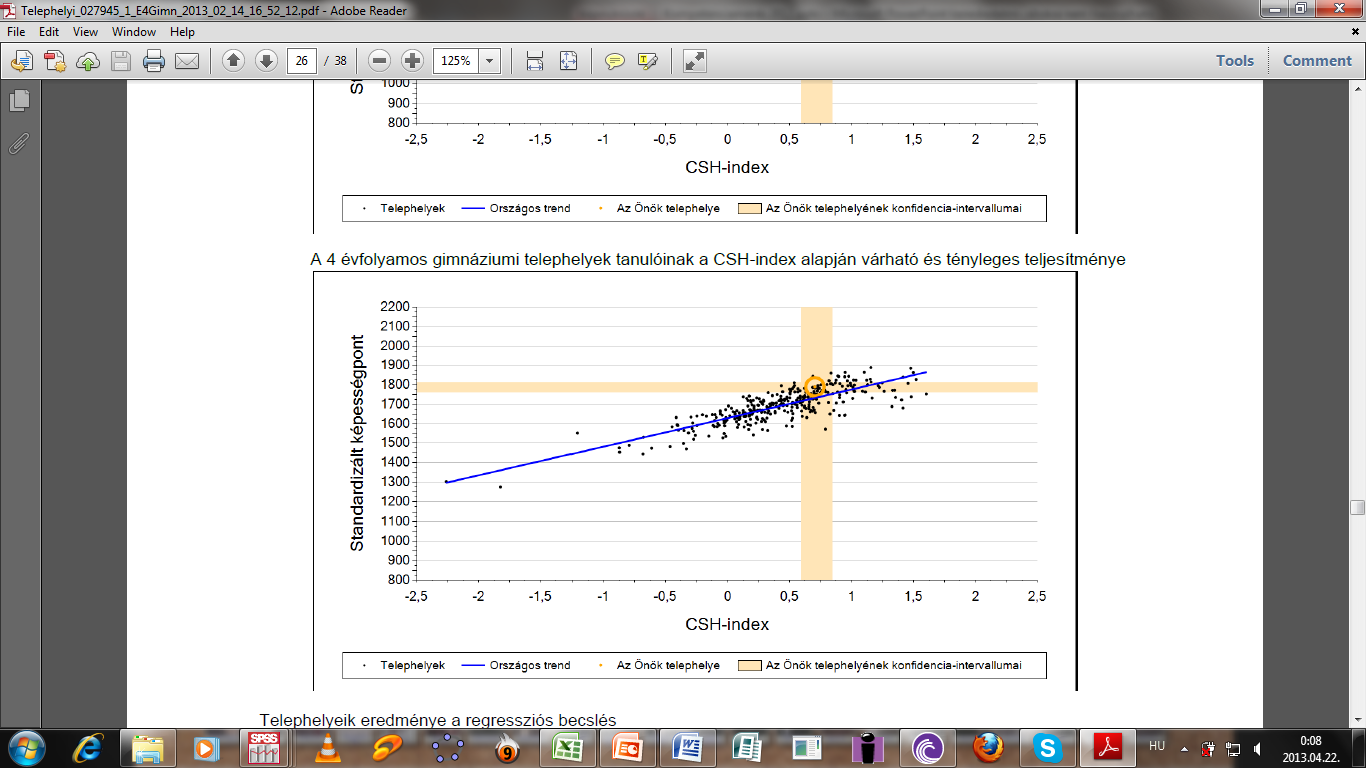 Telephelyi_027945_1_E4Gimn_2013_02_14_16_52_12.pdf - Adobe Reader
File Edit View Window Help
26 / 38 125% Tools Comment
1000
900
800
-2,5 -2 -1,5 -1 -0,5 0 0,5 1 1,5 2 2,5
CSH-index
Telephelyek Országos trend Az Önök telephelye Az Önök telephelyének konfidencia-intervallumai
A 4 évfolyamos gimnáziumi telephelyek tanulóinak a CSH-index alapján várható és tényleges teljesítménye
Standardizált képességpont
2200
2100
2000
1900
1800
1700
1600
1500
1400
1300
1200
1100
1000
900
800
-2,5 -2 -1,5 -1 -0,5 0 0,5 1 1,5 2 2,5
CSH-index
Telephelyek Országos trend Az Önök telephelye Az Önök telephelyének konfidencia-intervallumai
Telephelyeik eredménye a regressziós becslés
SPSS
9
HU 0:08
2013.04.22.